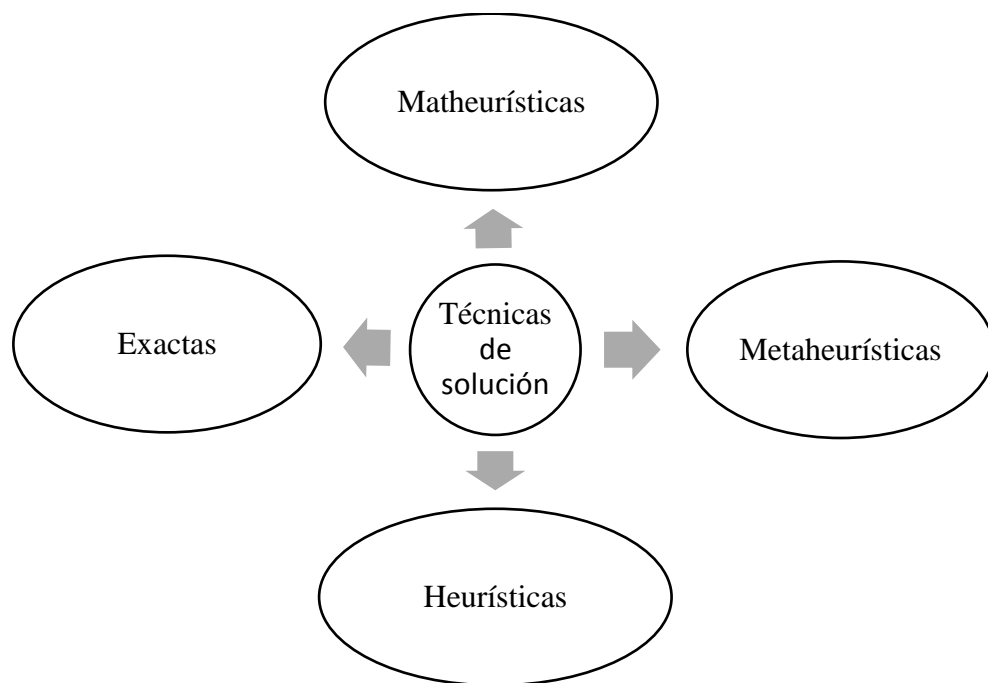 Matheurísticas
Exactas
Técnicas
de
solución
Metaheurísticas
Heurísticas